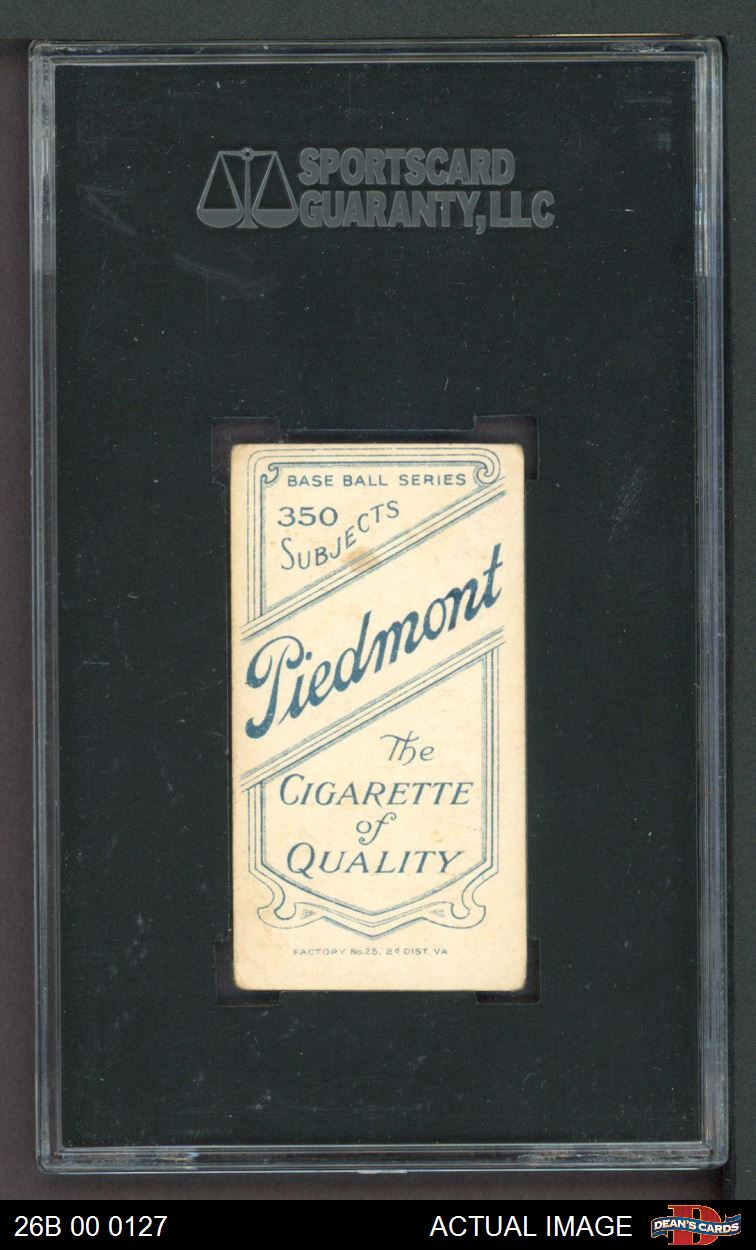 SPORTSCARD
GUARANTY, LLC
BASE BALL SERIES
350
SUBJECTS
Piedmont
The
CIGARETTE
of
QUALITY
FACTORY No. 25, 2d DIST. VA
26B 00 0127
ACTUAL IMAGE
D
DEAN'S CARDS